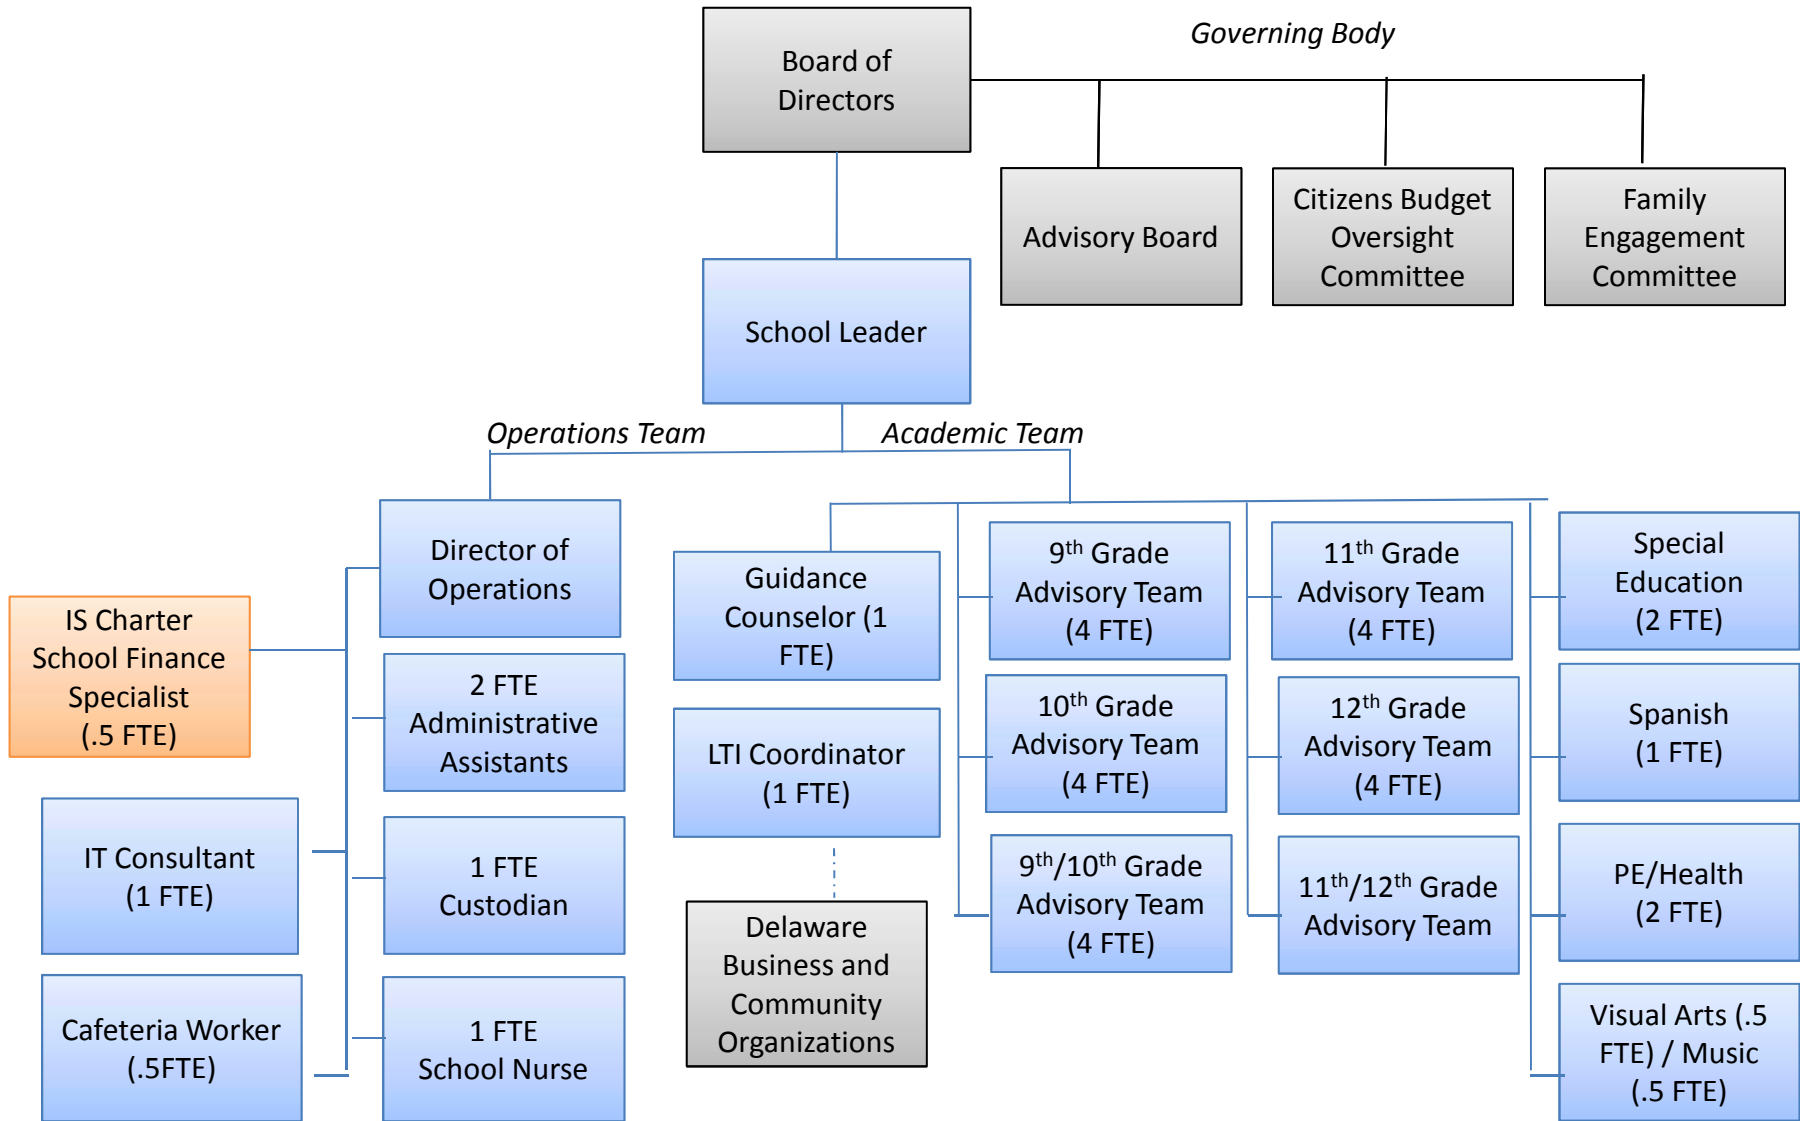 Governing Body
Board of
Directors
Advisory Board
Citizens Budget
Oversight
Committee
Family
Engagement
Committee
School Leader
Operations Team
Academic Team
Director of
Operations
IS Charter
School Finance
Specialist
(.5 FTE)
2 FTE
Administrative
Assistants
IT Consultant
(1 FTE)
1 FTE
Custodian
Cafeteria Worker
(.5FTE)
1 FTE
School Nurse
Guidance
Counselor (1
FTE)
LTI Coordinator
(1 FTE)
Delaware
Business and
Community
Organizations
9th Grade
Advisory Team
(4 FTE)
10th Grade
Advisory Team
(4 FTE)
9th/10th Grade
Advisory Team
(4 FTE)
11th Grade
Advisory Team
(4 FTE)
12th Grade
Advisory Team
(4 FTE)
11th/12th Grade
Advisory Team
Special
Education
(2 FTE)
Spanish
(1 FTE)
PE/Health
(2 FTE)
Visual Arts (.5
FTE) / Music
(.5 FTE)